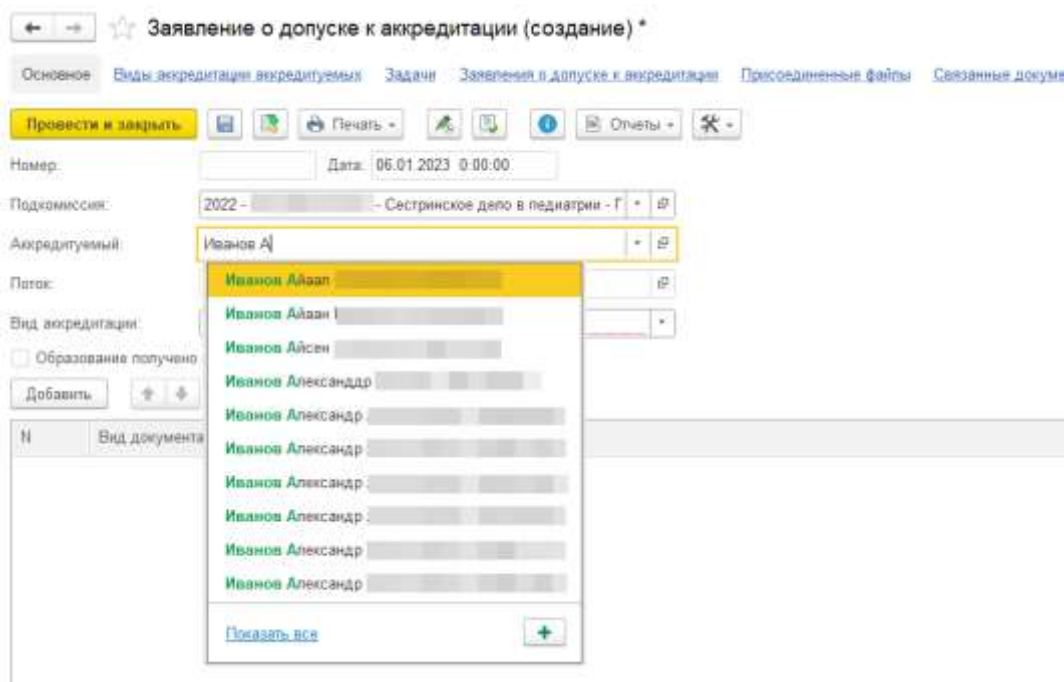 Заявление о допуске к аккредитации (создание) *
Основное Виды аккредитации аккредитуемых Задачи Заявления о допуске к аккредитации Присоединенные файлы Связанные докуме
Провести и закрыть Печать Отчеты
Номер: Дата: 06.01.2023 0:00:00
Подкомиссия: 2022 - - Сестринское дело в педиатрии - Г
Аккредитуемый: Иванов А
Поток:
Вид аккредитации:
Образование получено
Добавить
N Вид документа
Иванов Айаал
Иванов Айаан
Иванов Айсен
Иванов Александдр
Иванов Александр
Иванов Александр
Иванов Александр
Иванов Александр
Иванов Александр
Иванов Александр
Показать все